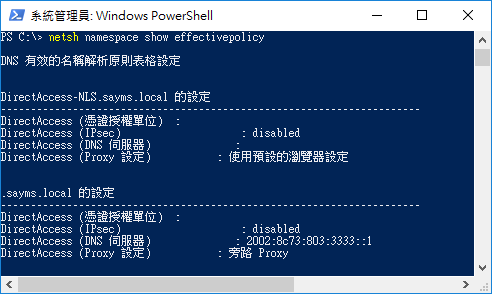 系統管理員: Windows PowerShell
PS C:\> netsh namespace show effectivepolicy
DNS 有效的名稱解析原則表格設定
DirectAccess-NLS.sayms.local 的設定
----------------------------------------------------------------------
DirectAccess (憑證授權單位) :
DirectAccess (IPsec) : disabled
DirectAccess (DNS 伺服器) :
DirectAccess (Proxy 設定) : 使用預設的瀏覽器設定
.sayms.local 的設定
----------------------------------------------------------------------
DirectAccess (憑證授權單位) :
DirectAccess (IPsec) : disabled
DirectAccess (DNS 伺服器) : 2002:8c73:803:3333::1
DirectAccess (Proxy 設定) : 旁路 Proxy